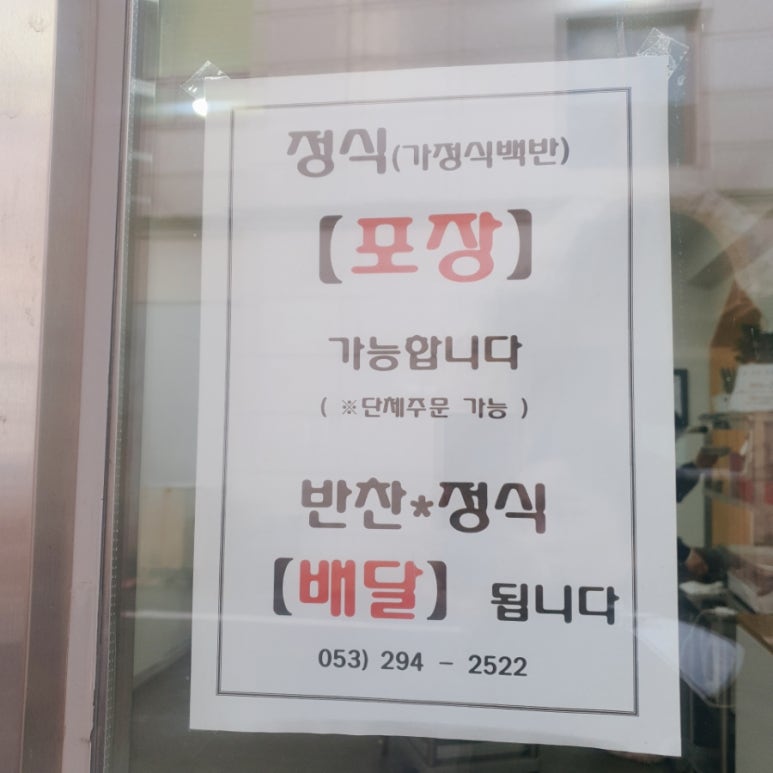 정식(가정식백반)
【포장】
가능합니다
( ※단체주문 가능 )
반찬*정식
【배달】 됩니다
053) 294 - 2522